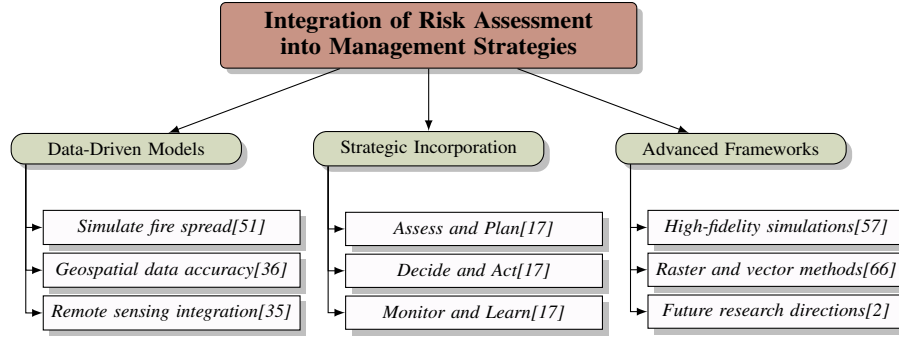 Integration of Risk Assessment
into Management Strategies
Data-Driven Models
Strategic Incorporation
Advanced Frameworks
Simulate fire spread[51]
Geospatial data accuracy[36]
Remote sensing integration[35]
Assess and Plan[17]
Decide and Act[17]
Monitor and Learn[17]
High-fidelity simulations[57]
Raster and vector methods[66]
Future research directions[2]